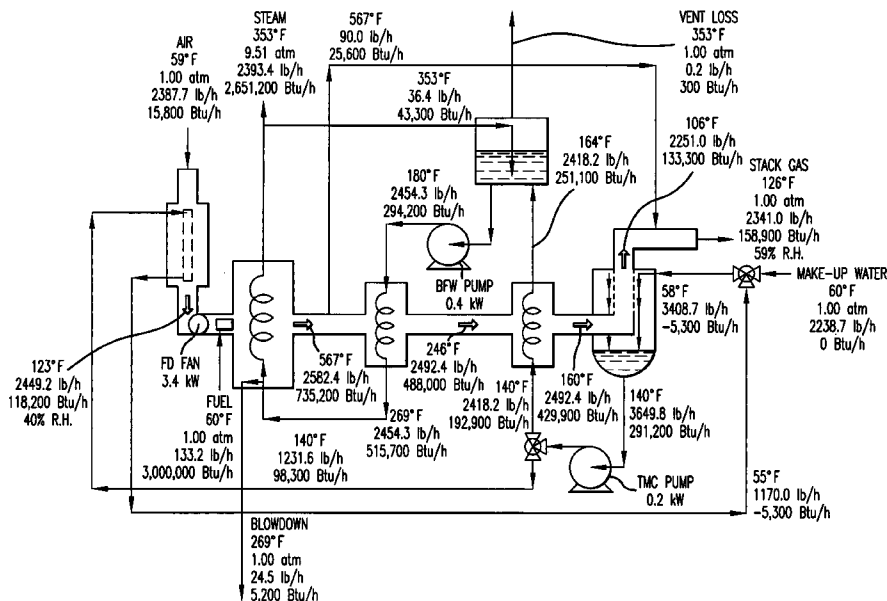 AIR
59°F
1.00 atm
2387.7 lb/h
15,800 Btu/h
STEAM
353°F
9.51 atm
2393.4 lb/h
2,651,200 Btu/h
567°F
90.0 lb/h
25,600 Btu/h
353°F
36.4 lb/h
43,300 Btu/h
VENT LOSS
353°F
1.00 atm
0.2 lb/h
300 Btu/h
164°F
2418.2 lb/h
251,100 Btu/h
106°F
2251.0 lb/h
133,300 Btu/h
STACK GAS
126°F
1.00 atm
2341.0 lb/h
158,900 Btu/h
59% R.H.
180°F
2454.3 lb/h
294,200 Btu/h
BFW PUMP
0.4 kW
MAKE-UP WATER
60°F
1.00 atm
2238.7 lb/h
0 Btu/h
58°F
3408.7 lb/h
-5,300 Btu/h
123°F
2449.2 lb/h
118,200 Btu/h
40% R.H.
FD FAN
3.4 kW
FUEL
60°F
1.00 atm
133.2 lb/h
3,000,000 Btu/h
567°F
2582.4 lb/h
735,200 Btu/h
246°F
2492.4 lb/h
488,000 Btu/h
269°F
2454.3 lb/h
515,700 Btu/h
140°F
2418.2 lb/h
192,900 Btu/h
160°F
2492.4 lb/h
429,900 Btu/h
140°F
3649.8 lb/h
291,200 Btu/h
140°F
1231.6 lb/h
98,300 Btu/h
TMC PUMP
0.2 kW
55°F
1170.0 lb/h
-5,300 Btu/h
BLOWDOWN
269°F
1.00 atm
24.5 lb/h
5,200 Btu/h